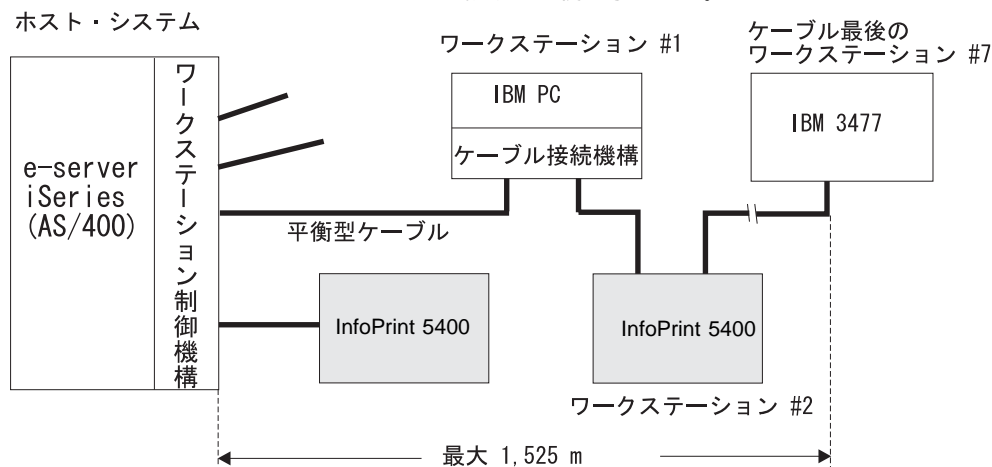 ホスト・システム
ワークステーション制御機構
e-server
iSeries
(AS/400)
ワークステーション #1
IBM PC
ケーブル接続機構
ケーブル最後の
ワークステーション #7
IBM 3477
平衡型ケーブル
InfoPrint 5400
InfoPrint 5400
ワークステーション #2
最大 1,525 m